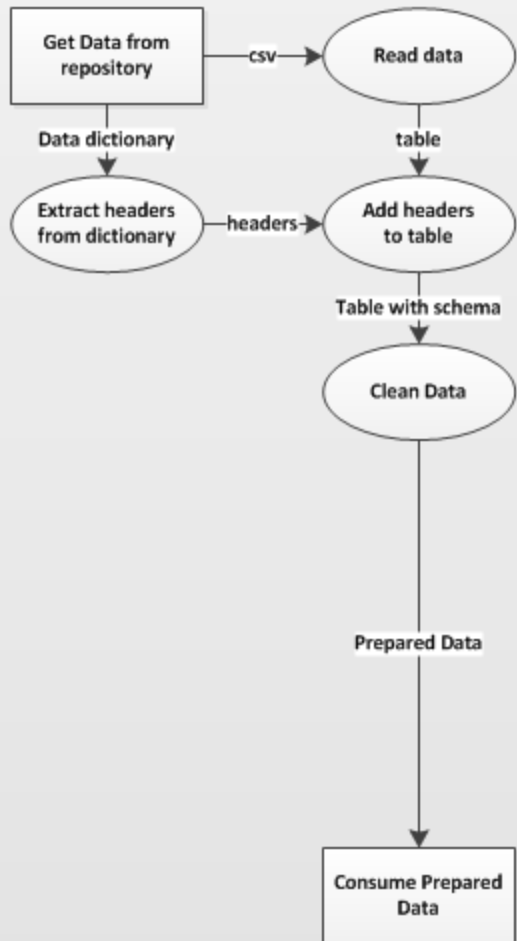 Get Data from
repository
csv
Read data
Data dictionary
table
Extract headers
from dictionary
headers
Add headers
to table
Table with schema
Clean Data
Prepared Data
Consume Prepared
Data